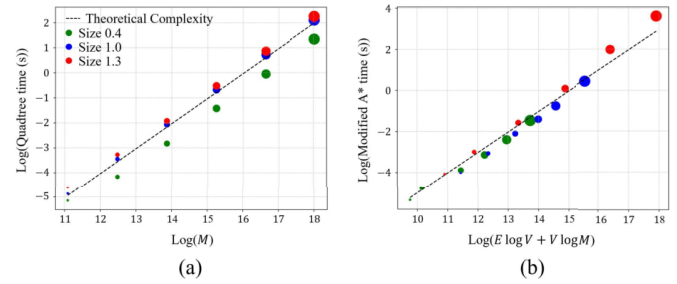 Log(Quadtree time (s))
2
1
0
−1
−2
−3
−4
−5
Theoretical Complexity
Size 0.4
Size 1.0
Size 1.3
11 12 13 14 15 16 17 18
Log(M)
(a)
Log(Modified A* time (s))
4
2
0
−2
−4
10 11 12 13 14 15 16 17 18
Log(E log V + V log M)
(b)